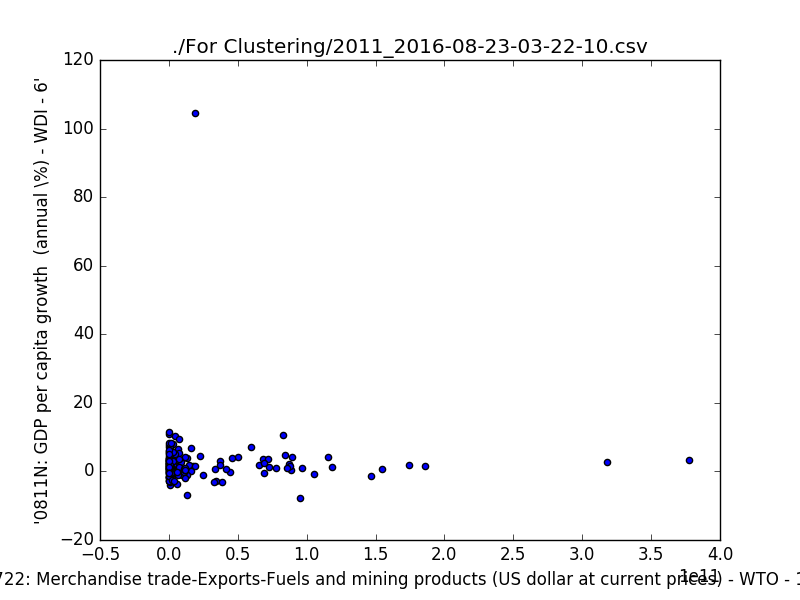 ./For Clustering/2011_2016-08-23-03-22-10.csv
'0811N: GDP per capita growth  (annual \%) - WDI - 6'
120
100
80
60
40
20
0
−20
−0.5 0.0 0.5 1.0 1.5 2.0 2.5 3.0 3.5 4.0
1e11
722: Merchandise trade-Exports-Fuels and mining products (US dollar at current prices) - WTO - 1